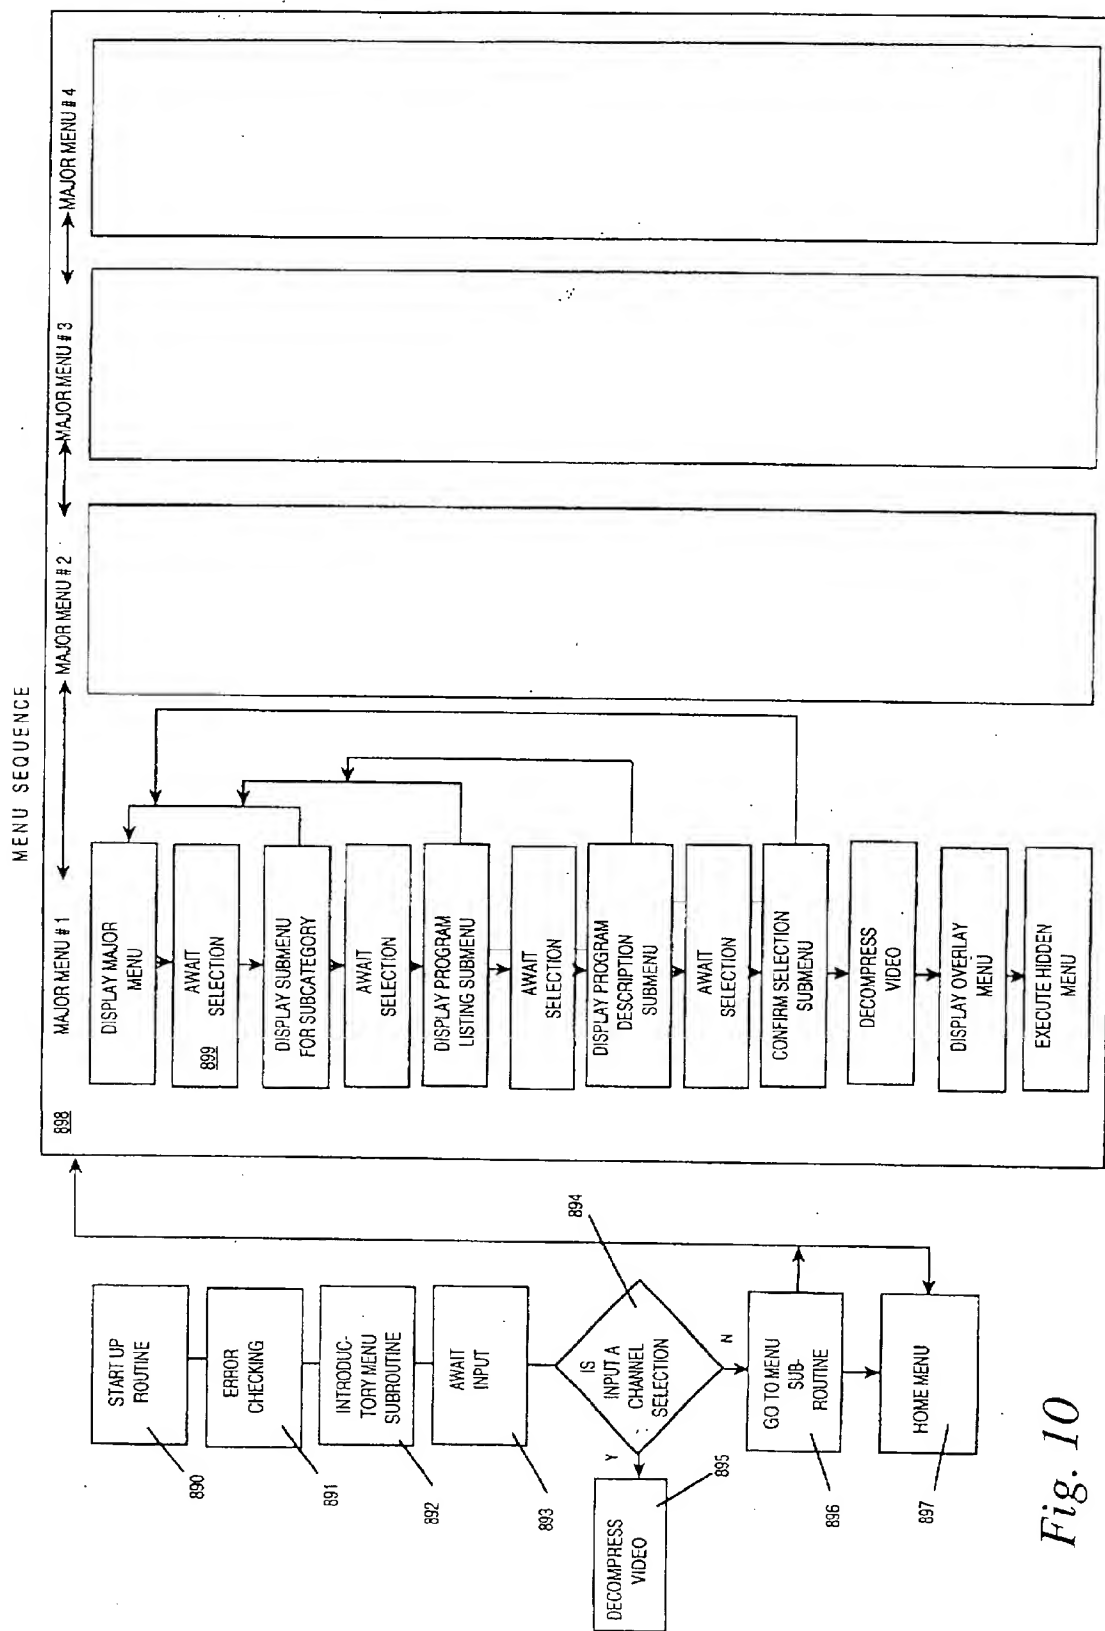 MENU SEQUENCE
START UP
ROUTINE
890
ERROR
CHECKING
891
INTRODUC-
TORY MENU
SUBROUTINE
892
AWAIT
INPUT
893
IS
INPUT A
CHANNEL
SELECTION
894
Y
N
DECOMPRESS
VIDEO
895
GO TO MENU
SUB-
ROUTINE
896
HOME MENU
897
898
MAJOR MENU # 1
MAJOR MENU # 2
MAJOR MENU # 3
MAJOR MENU # 4
DISPLAY MAJOR
MENU
AWAIT
SELECTION
899
DISPLAY SUBMENU
FOR SUBCATEGORY
AWAIT
SELECTION
DISPLAY PROGRAM
LISTING SUBMENU
AWAIT
SELECTION
DISPLAY PROGRAM
DESCRIPTION
SUBMENU
AWAIT
SELECTION
CONFIRM SELECTION
SUBMENU
DECOMPRESS
VIDEO
DISPLAY OVERLAY
MENU
EXECUTE HIDDEN
MENU
Fig. 10